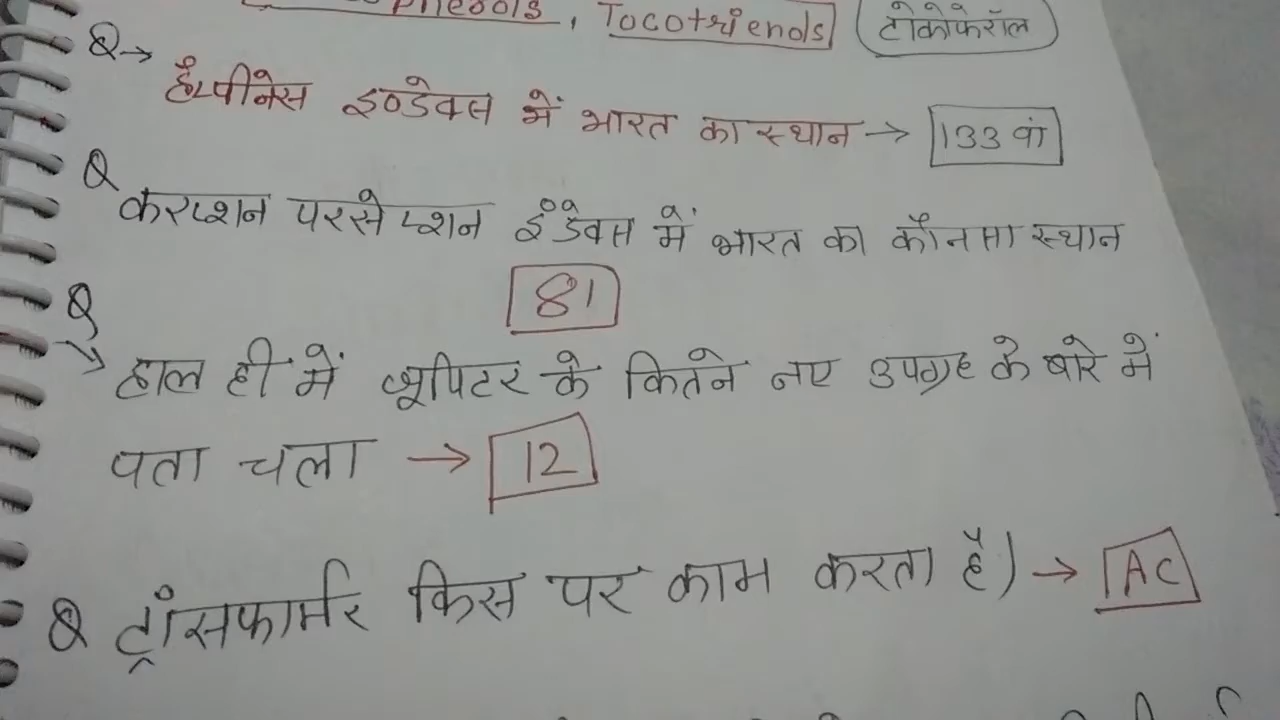 Tocotriends टोकोफेरॉल
Q→
हैप्पीनेस इण्डेक्स में भारत का स्थान → 133 वां
Q
करप्शन परसेप्शन इंडेक्स में भारत का कौनसा स्थान
81
Q
→ हाल ही में जूपिटर के कितने नए उपग्रह के बारे में
पता चला → 12
Q ट्रांसफार्मर किस पर काम करता है) → AC